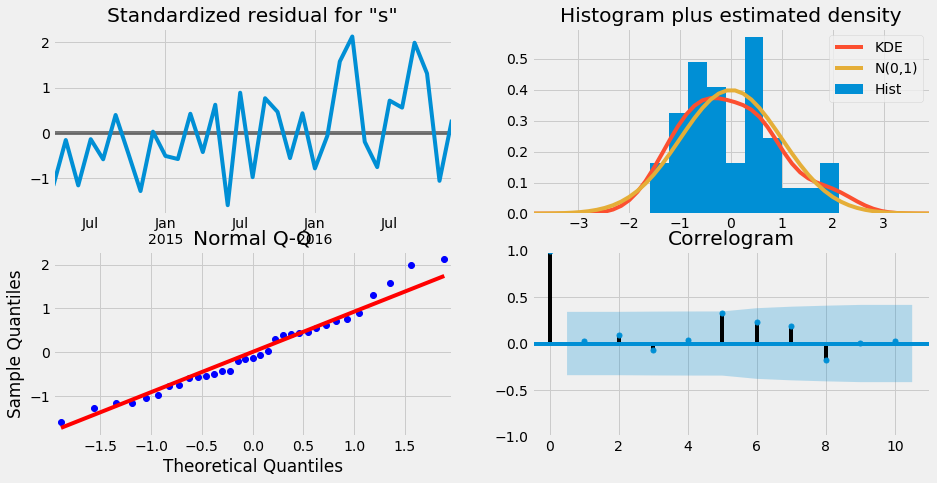 Standardized residual for "s"
2
1
0
−1
Jul
Jan
2015
Jul
Jan
2016
Jul
Histogram plus estimated density
KDE
N(0,1)
Hist
0.5
0.4
0.3
0.2
0.1
0.0
−3 −2 −1 0 1 2 3
Normal Q-Q
Sample Quantiles
2
1
0
−1
−1.5 −1.0 −0.5 0.0 0.5 1.0 1.5
Theoretical Quantiles
Correlogram
1.0
0.5
0.0
−0.5
−1.0
0 2 4 6 8 10